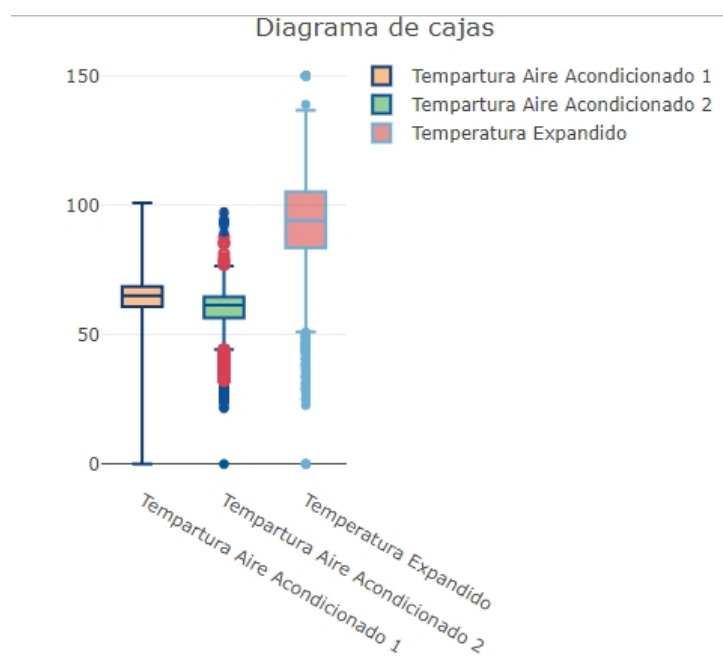 Diagrama de cajas
150
100
50
0
Tempartura Aire Acondicionado 1
Tempartura Aire Acondicionado 2
Temperatura Expandido
Tempartura Aire Acondicionado 1
Tempartura Aire Acondicionado 2
Temperatura Expandido